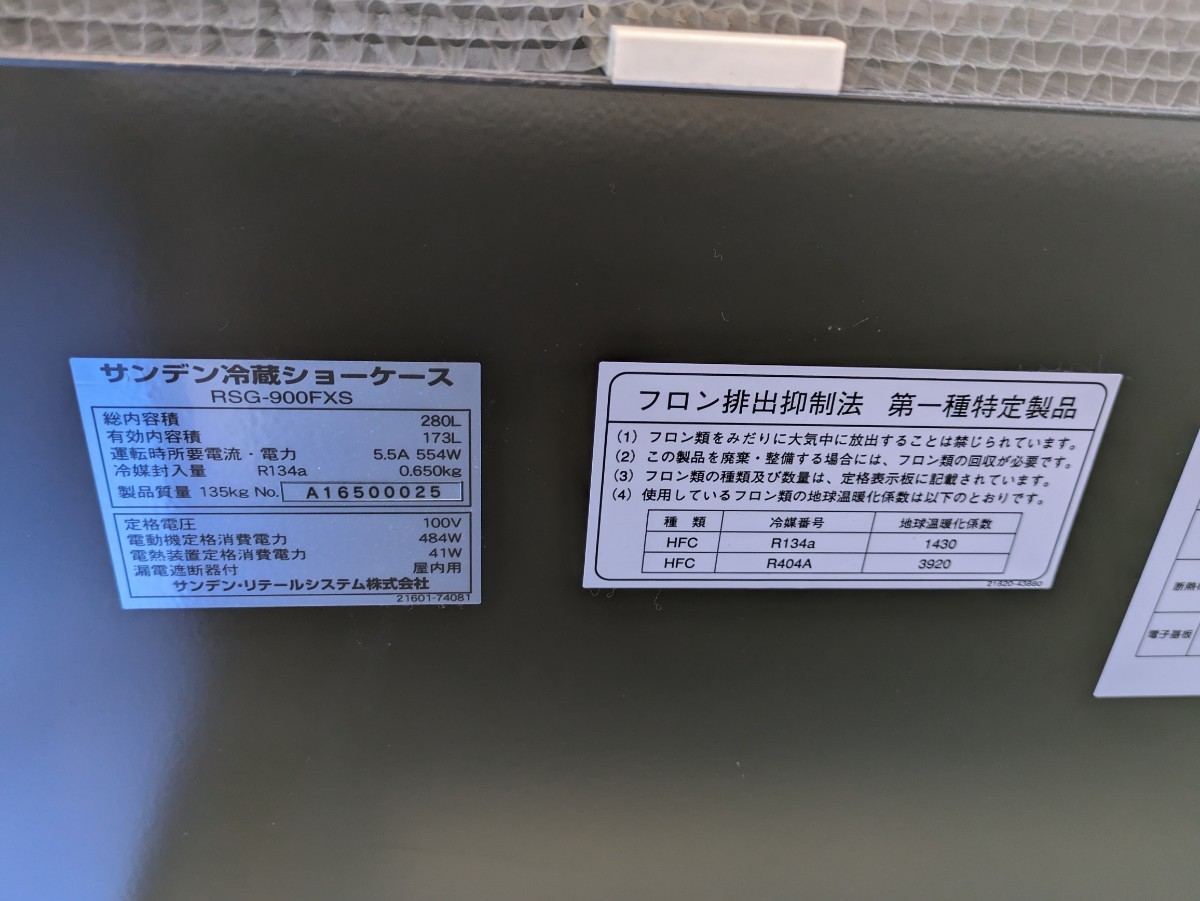 サンデン冷蔵ショーケース
RSG-900FXS
総内容積 280L
有効内容積 173L
運転時所要電流・電力 5.5A 554W
冷媒封入量 R134a 0.650kg
製品質量 135kg No. A16500025
定格電圧 100V
電動機定格消費電力 484W
電熱装置定格消費電力 41W
漏電遮断器付 屋内用
サンデン・リテールシステム株式会社
21601-74081
フロン排出抑制法 第一種特定製品
(1) フロン類をみだりに大気中に放出することは禁じられています。
(2) この製品を廃棄・整備する場合には、フロン類の回収が必要です。
(3) フロン類の種類及び数量は、定格表示板に記載されています。
(4) 使用しているフロン類の地球温暖化係数は以下のとおりです。
種 類 冷媒番号 地球温暖化係数
HFC R134a 1430
HFC R404A 3920
断熱
電子基板